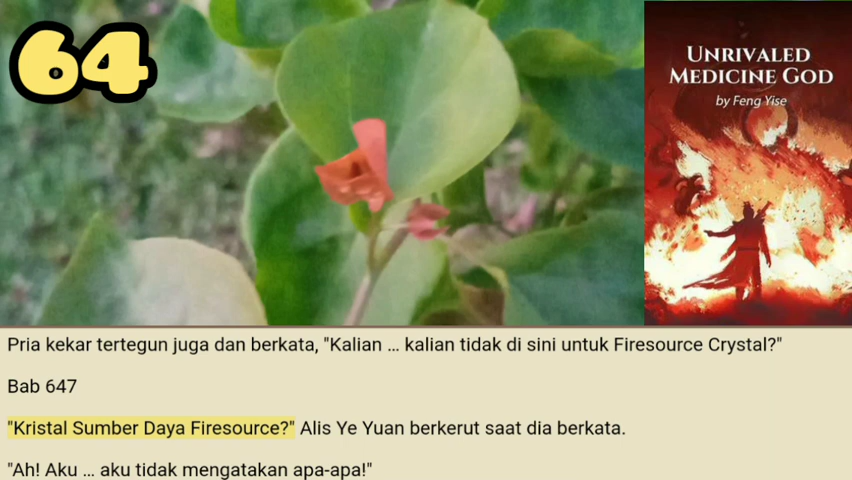 64
UNRIVALED
MEDICINE GOD
by Feng Yise
Pria kekar tertegun juga dan berkata, "Kalian ... kalian tidak di sini untuk Firesource Crystal?"
Bab 647
"Kristal Sumber Daya Firesource?" Alis Ye Yuan berkerut saat dia berkata.
"Ah! Aku ... aku tidak mengatakan apa-apa!"